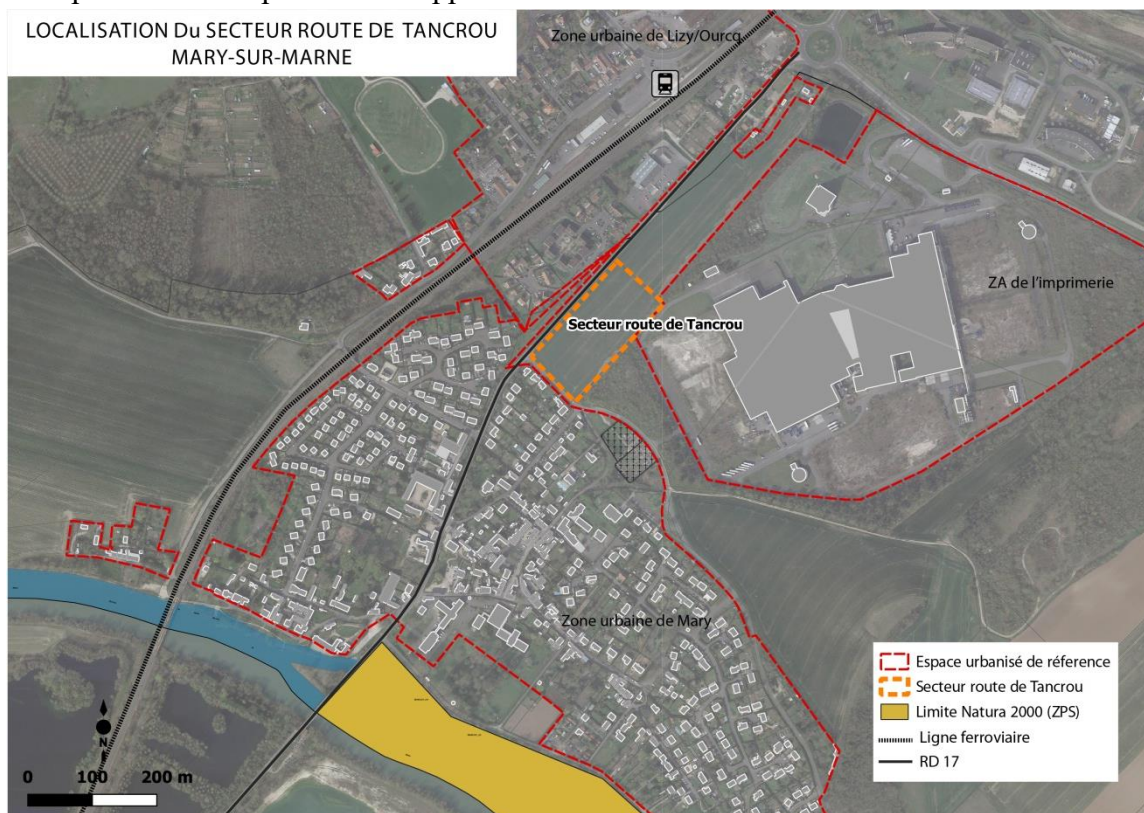 LOCALISATION Du SECTEUR ROUTE DE TANCROU
MARY-SUR-MARNE
Zone urbaine de Lizy/Ourcq
ZA de l'imprimerie
Secteur route de Tancrou
Zone urbaine de Mary
Espace urbanisé de réference
Secteur route de Tancrou
Limite Natura 2000 (ZPS)
Ligne ferroviaire
RD 17
N
0 100 200 m